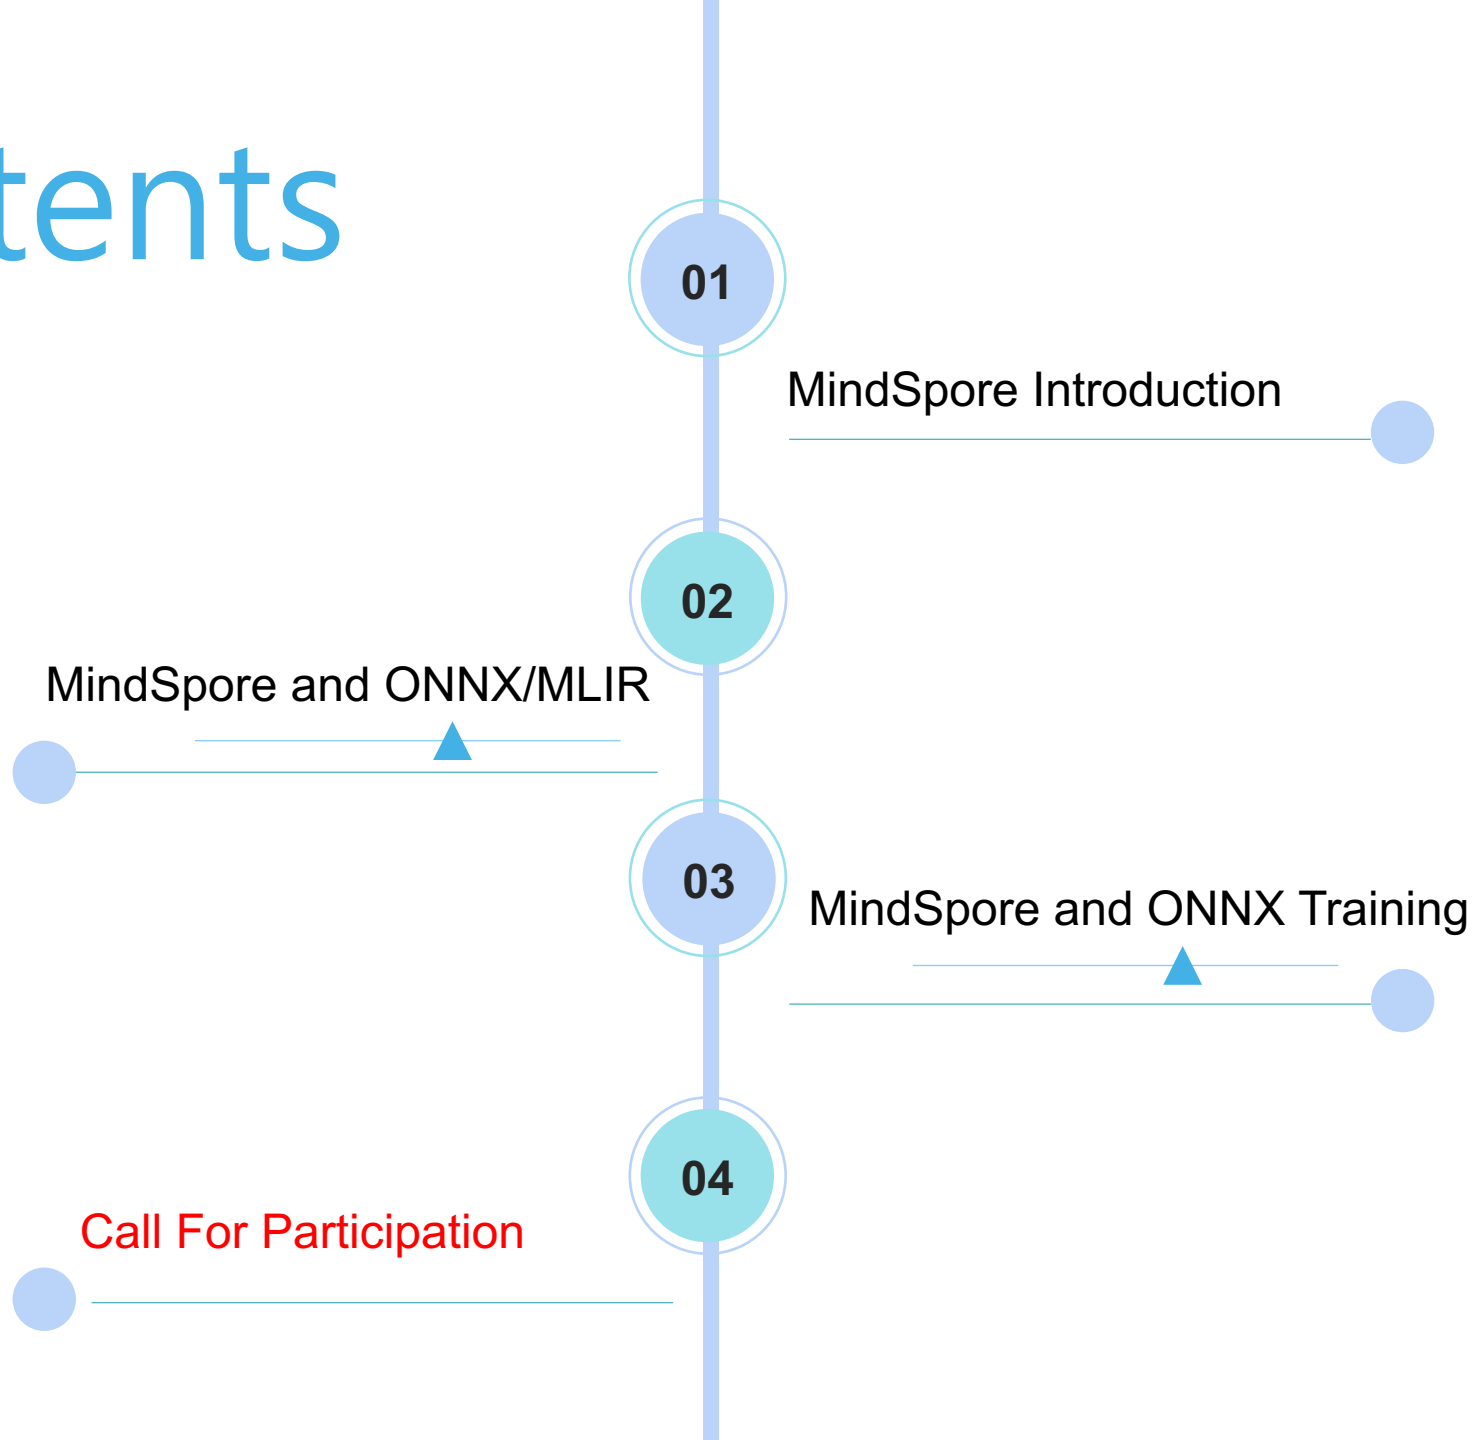 tents
01
MindSpore Introduction
02
MindSpore and ONNX/MLIR
03
MindSpore and ONNX Training
04
Call For Participation